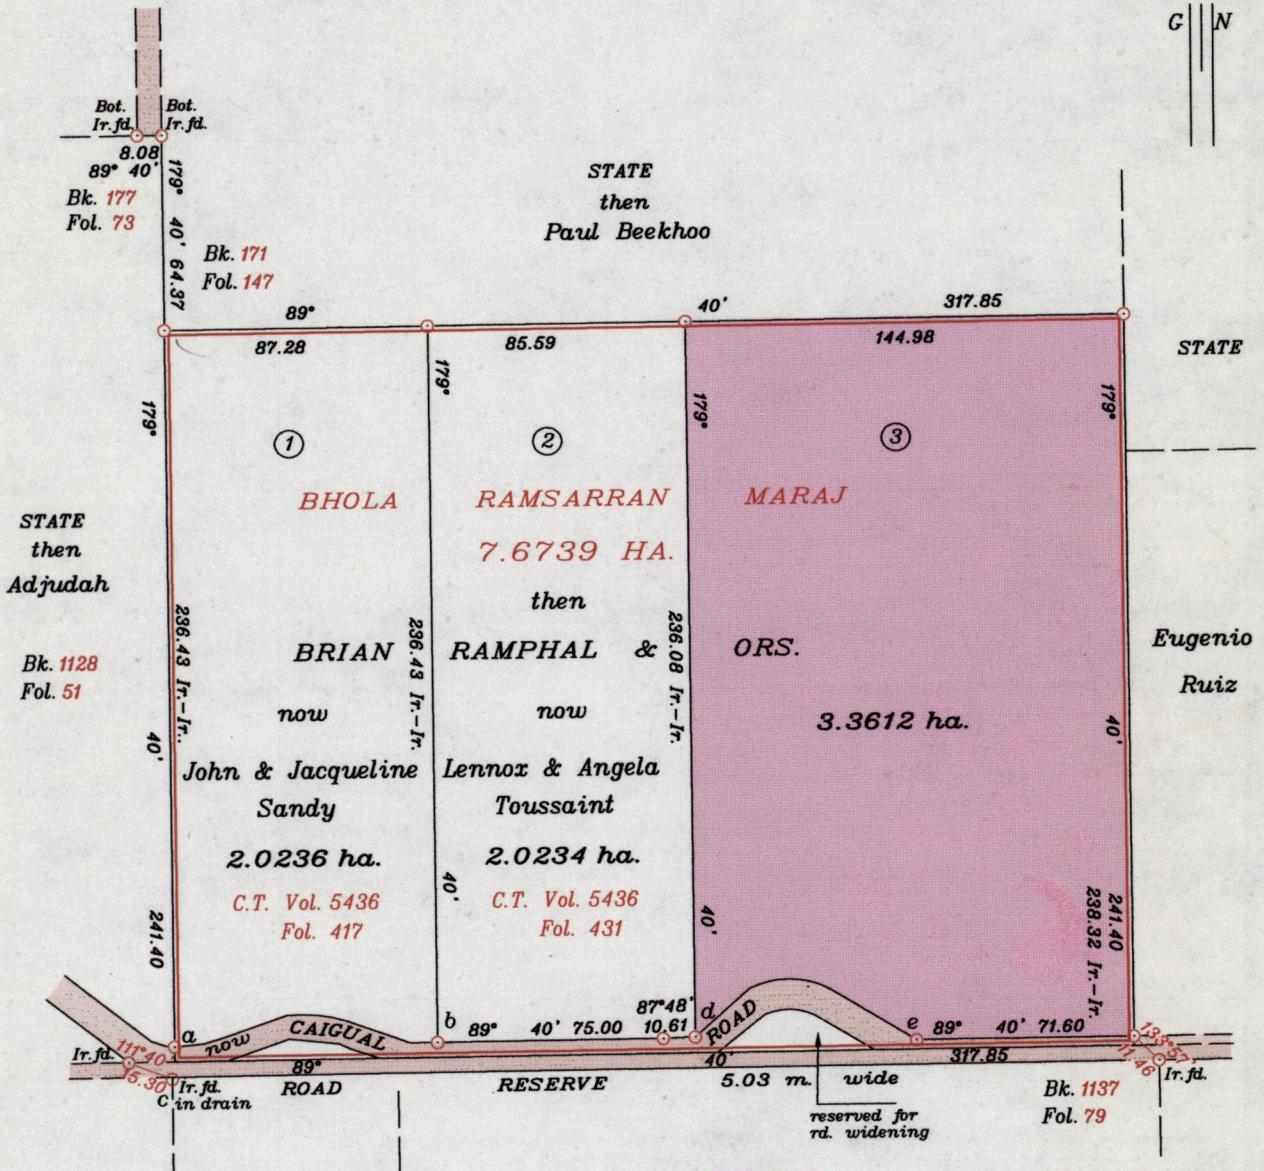 G N
Bot. Bot.
Ir.fd. Ir.fd.
8.08
89° 40'
179° 40' 64.37
Bk. 177
Fol. 73
Bk. 171
Fol. 147
STATE
then
Paul Beekhoo
89° 40' 317.85
87.28 85.59 144.98
STATE
179° 179° 179° 179°
1 2 3
BHOLA RAMSARRAN MARAJ
7.6739 HA.
then
BRIAN RAMPHAL & ORS.
STATE
then
Adjudah
Bk. 1128
Fol. 51
236.43 Ir.-Ir.
236.43 Ir.-Ir.
236.08 Ir.-Ir.
Eugenio
Ruiz
now now
3.3612 ha.
40' 40'
John & Jacqueline
Sandy
2.0236 ha.
C.T. Vol. 5436
Fol. 417
Lennox & Angela
Toussaint
2.0234 ha.
C.T. Vol. 5436
Fol. 431
40' 40'
241.40
241.40
238.32 Ir.-Ir.
87°48'
a now CAIGUAL b 89° 40' 75.00 10.61 d ROAD e 89° 40' 71.60
Ir.fd. 111°40'
15.30
133°57'
11.46
Ir.fd.
89° 40' 317.85
c Ir.fd.
in drain
ROAD RESERVE 5.03 m. wide
reserved for
rd. widening
Bk. 1137
Fol. 79